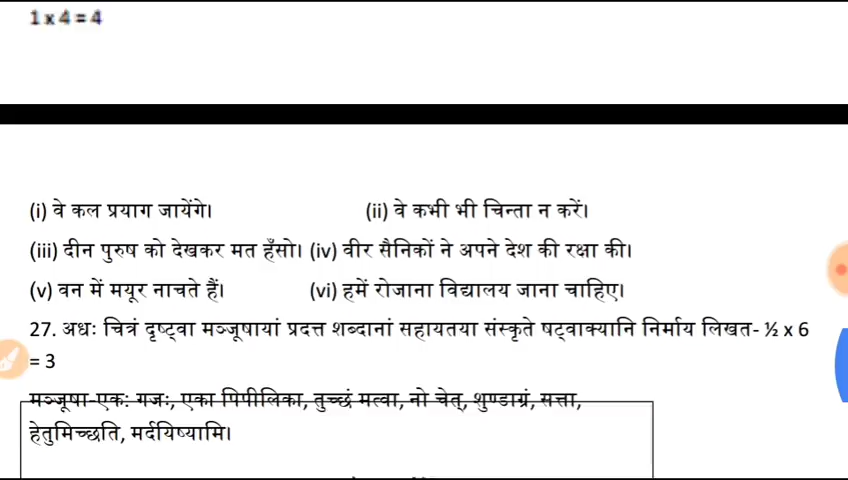 1 x 4 = 4
(i) वे कल प्रयाग जायेंगे। (ii) वे कभी भी चिन्ता न करें।
(iii) दीन पुरुष को देखकर मत हँसो। (iv) वीर सैनिकों ने अपने देश की रक्षा की।
(v) वन में मयूर नाचते हैं। (vi) हमें रोजाना विद्यालय जाना चाहिए।
27. अधः चित्रं दृष्ट्वा मञ्जूषायां प्रदत्त शब्दानां सहायतया संस्कृते षट्वाक्यानि निर्माय लिखत- ½ x 6
= 3
मञ्जूषा-एक: गजः, एका पिपीलिका, तुच्छं मत्वा, नो चेत्, शुण्डाग्रं, सत्ता,
हेतुमिच्छति, मर्दयिष्यामि।